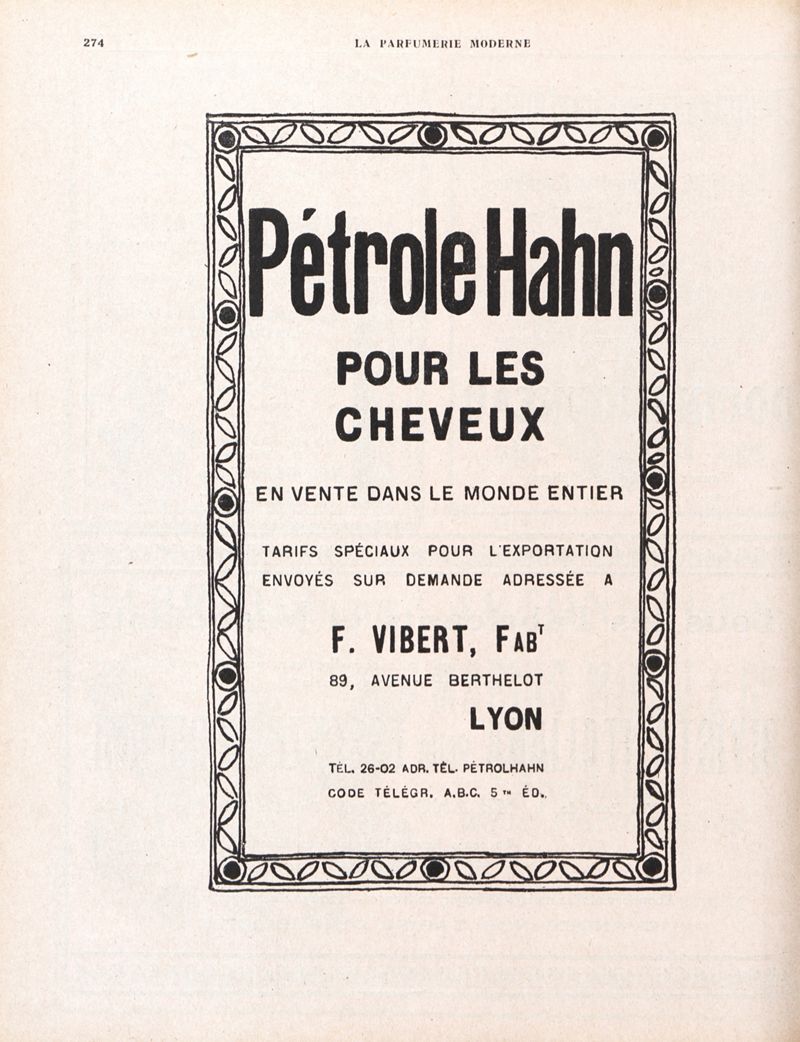 274
LA PARFUMERIE MODERNE
Pétrole Hahn
POUR LES
CHEVEUX
EN VENTE DANS LE MONDE ENTIER
TARIFS SPÉCIAUX POUR L'EXPORTATION
ENVOYÉS SUR DEMANDE ADRESSÉE A
F. VIBERT, FABT
89, AVENUE BERTHELOT
LYON
TÉL. 26-02 ADR. TÉL. PÉTROLHAHN
CODE TÉLÉGR. A.B.C. 5TH ÉD.